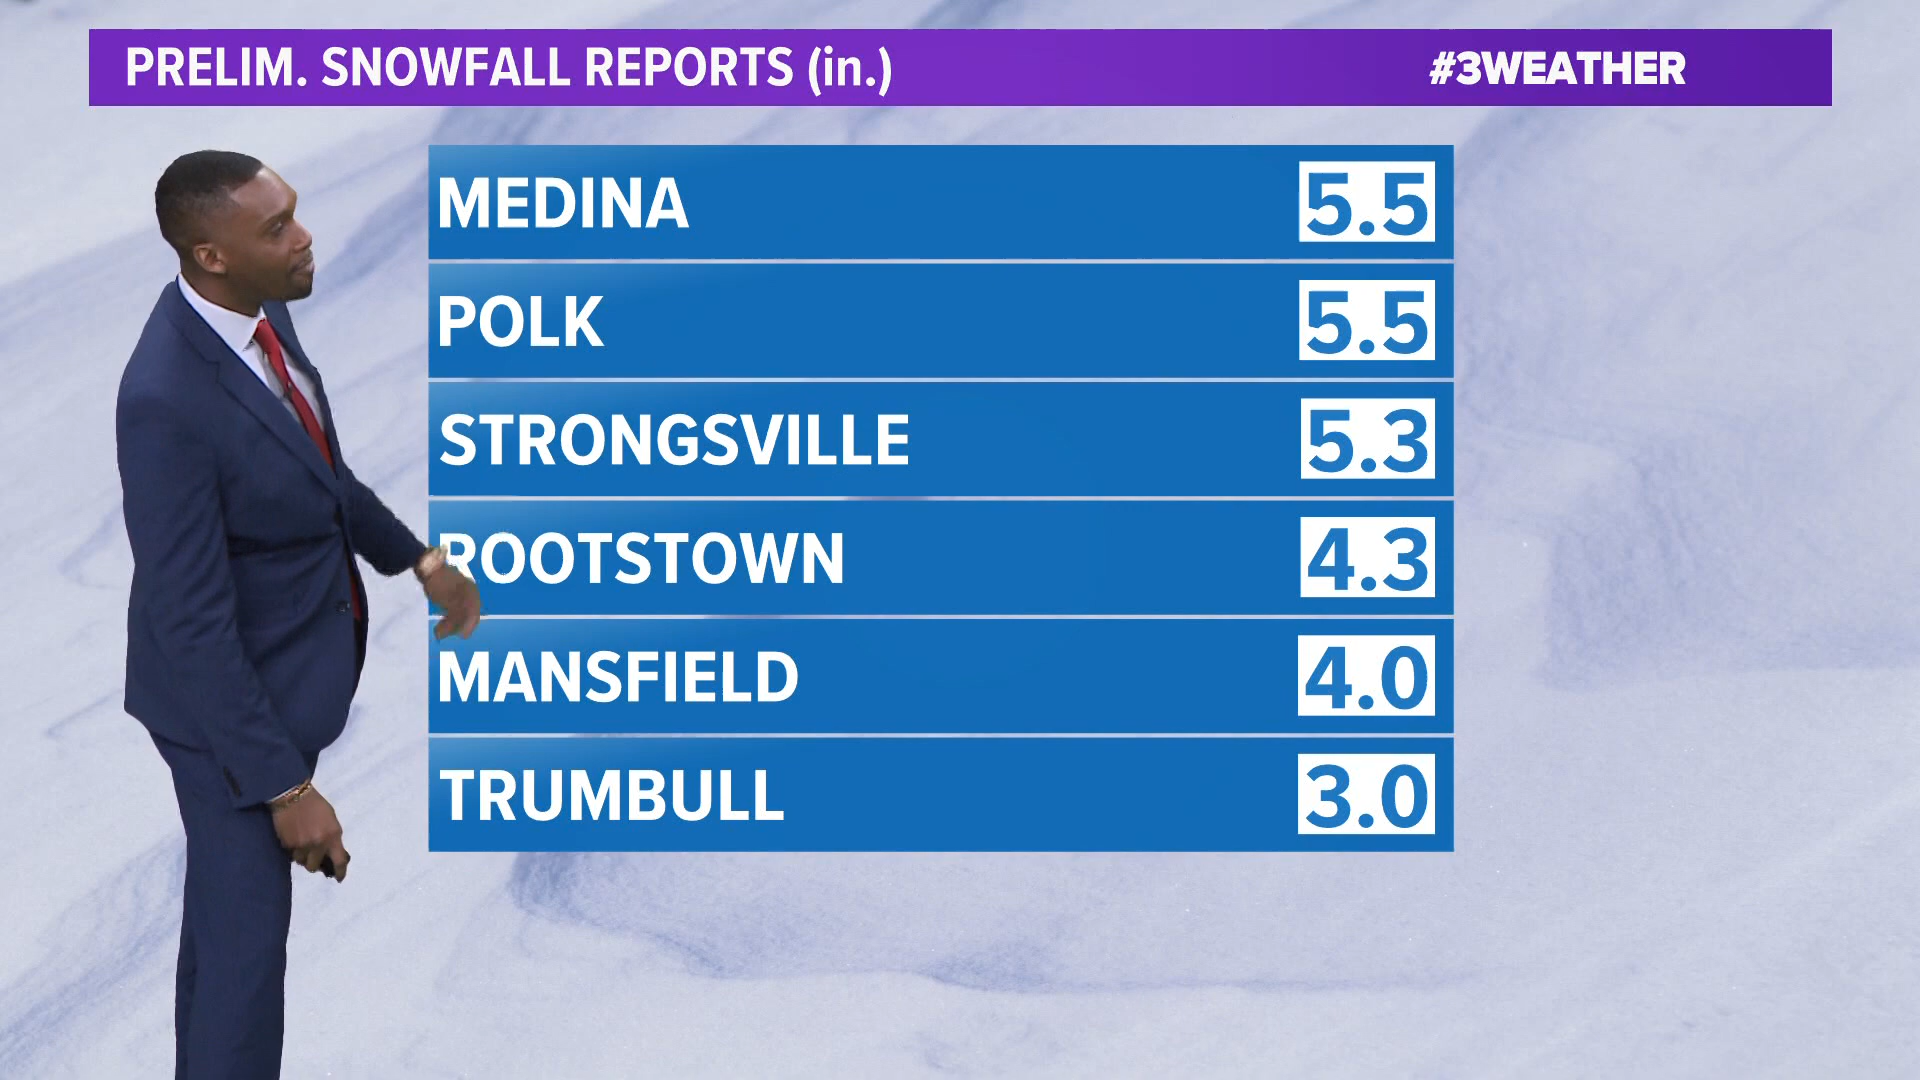 PRELIM. SNOWFALL REPORTS (in.) #3WEATHER
MEDINA 5.5
POLK 5.5
STRONGSVILLE 5.3
ROOTSTOWN 4.3
MANSFIELD 4.0
TRUMBULL 3.0